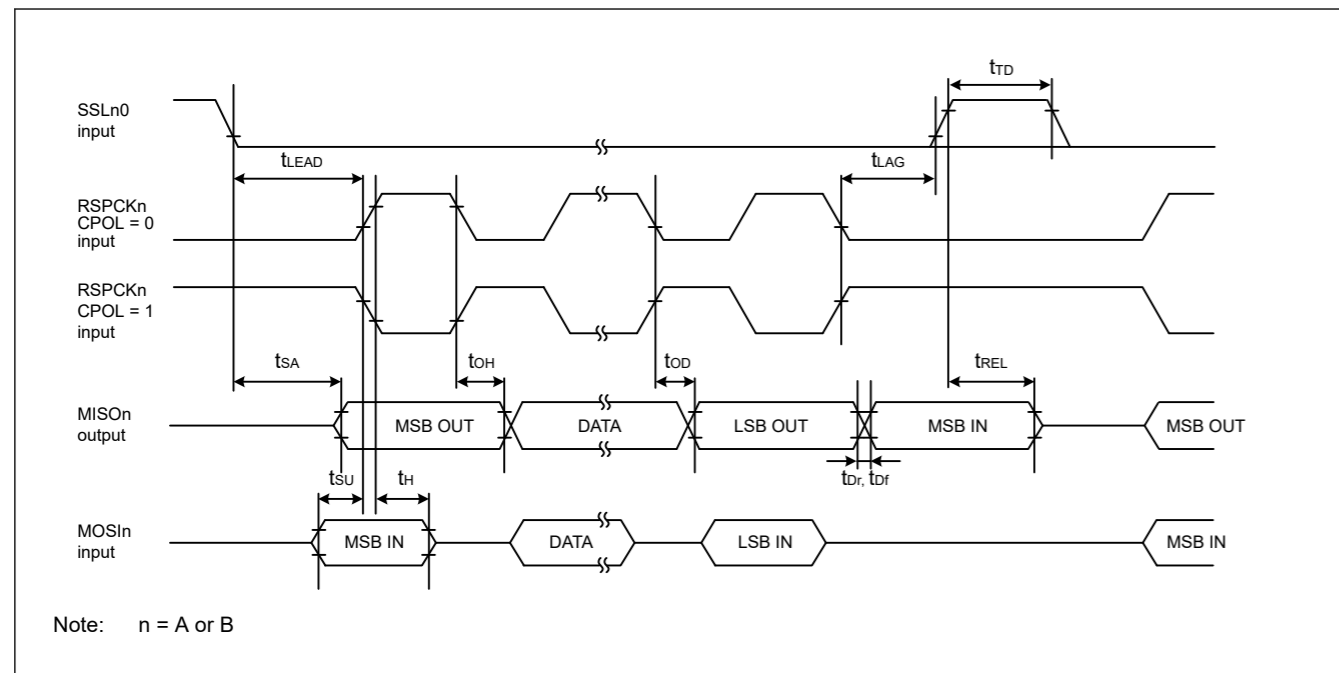 tTD
SSLn0
input
tLEAD
tLAG
RSPCKn
CPOL = 0
input
RSPCKn
CPOL = 1
input
tSA
tOH
tOD
tREL
MISOn
output
MSB OUT
DATA
LSB OUT
MSB IN
MSB OUT
tSU
tH
tDr, tDf
MOSIn
input
MSB IN
DATA
LSB IN
MSB IN
Note: n = A or B